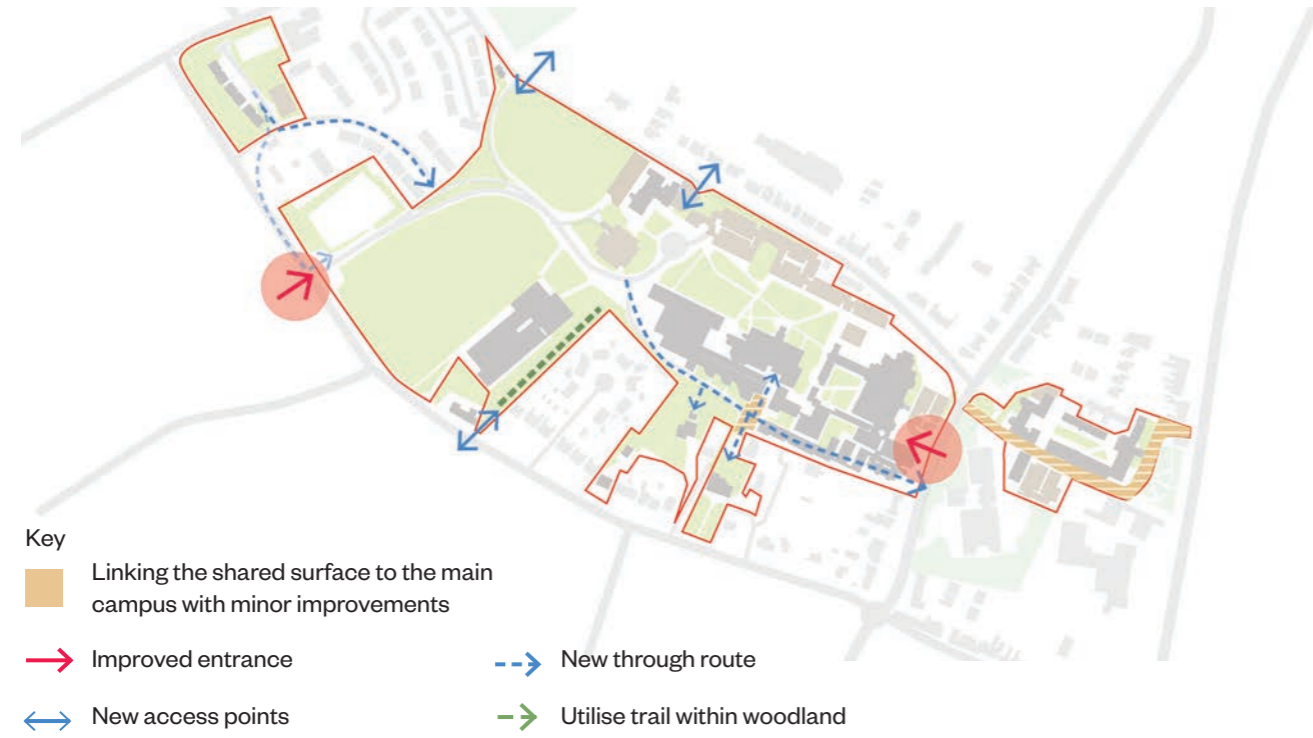 Key
Linking the shared surface to the main
campus with minor improvements
Improved entrance
New through route
New access points
Utilise trail within woodland